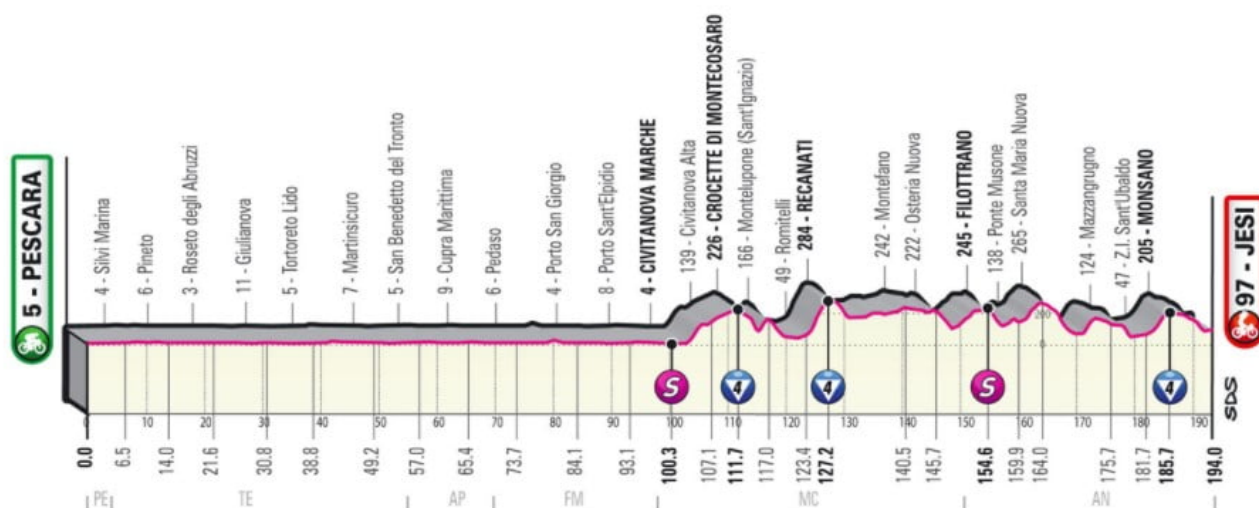 5 - PESCARA
4 - Silvi Marina
6 - Pineto
3 - Roseto degli Abruzzi
11 - Giulianova
5 - Tortoreto Lido
7 - Martinsicuro
5 - San Benedetto del Tronto
9 - Cupra Marittima
6 - Pedaso
4 - Porto San Giorgio
8 - Porto Sant'Elpidio
4 - CIVITANOVA MARCHE
139 - Civitanova Alta
226 - CROCETTE DI MONTECOSARO
166 - Montelupone (Sant'Ignazio)
49 - Romitelli
284 - RECANATI
242 - Montefano
222 - Osteria Nuova
245 - FILOTTRANO
138 - Ponte Musone
265 - Santa Maria Nuova
124 - Mazzangrugno
47 - Z.I. Sant'Ubaldo
205 - MONSANO
97 - JESI
200
0
S 4 4 S 4
SDS
0 10 20 30 40 50 60 70 80 90 100 110 120 130 140 150 160 170 180 190
0.0 6.5 14.0 21.6 30.8 38.8 49.2 57.0 65.4 73.7 84.1 93.1 100.3 107.1 111.7 117.0 123.4 127.2 140.5 145.7 154.6 159.9 164.0 175.7 181.7 185.7 194.0
PE TE AP FM MC AN